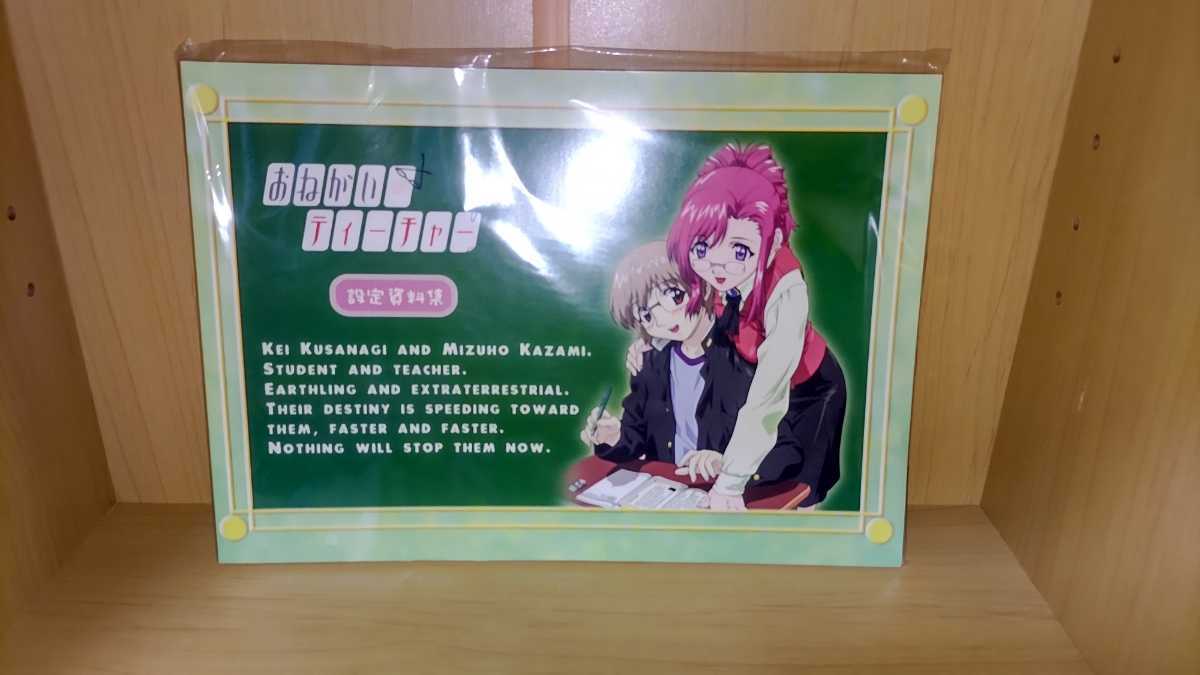 おねがい
ティーチャー
設定資料集
KEI KUSANAGI AND MIZUHO KAZAMI.
STUDENT AND TEACHER.
EARTHLING AND EXTRATERRESTRIAL.
THEIR DESTINY IS SPEEDING TOWARD
THEM, FASTER AND FASTER.
NOTHING WILL STOP THEM NOW.